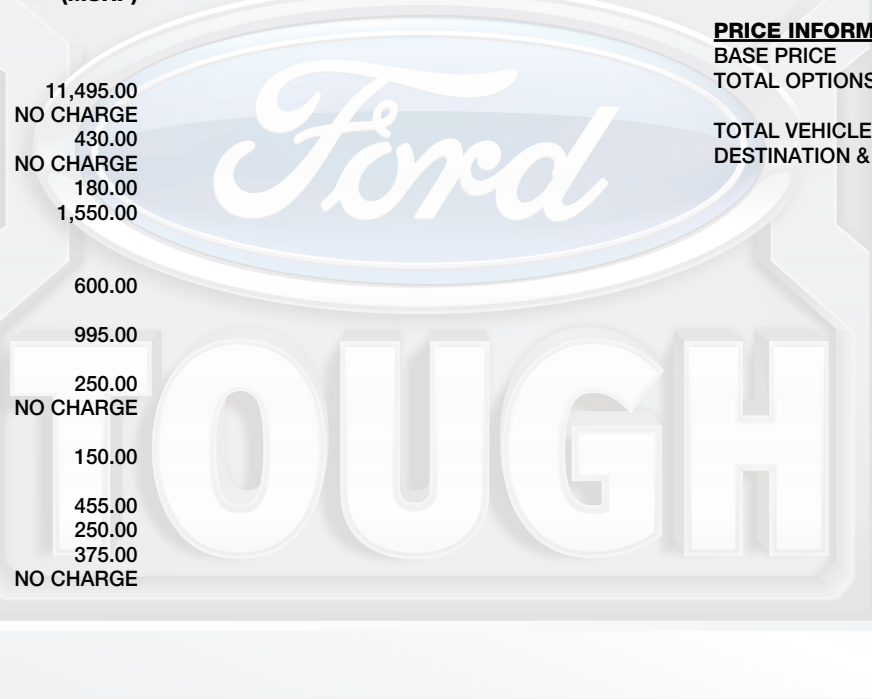 11,495.00
NO CHARGE
430.00
NO CHARGE
180.00
1,550.00
600.00
995.00
250.00
NO CHARGE
150.00
455.00
250.00
375.00
NO CHARGE
PRICE INFORM
BASE PRICE
TOTAL OPTIONS
TOTAL VEHICLE
DESTINATION &
Ford
TOUGH